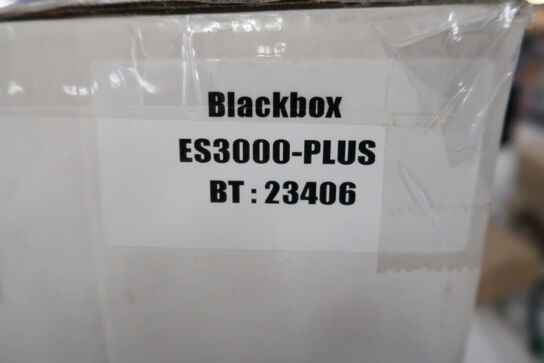 Blackbox
ES3000-PLUS
BT : 23406